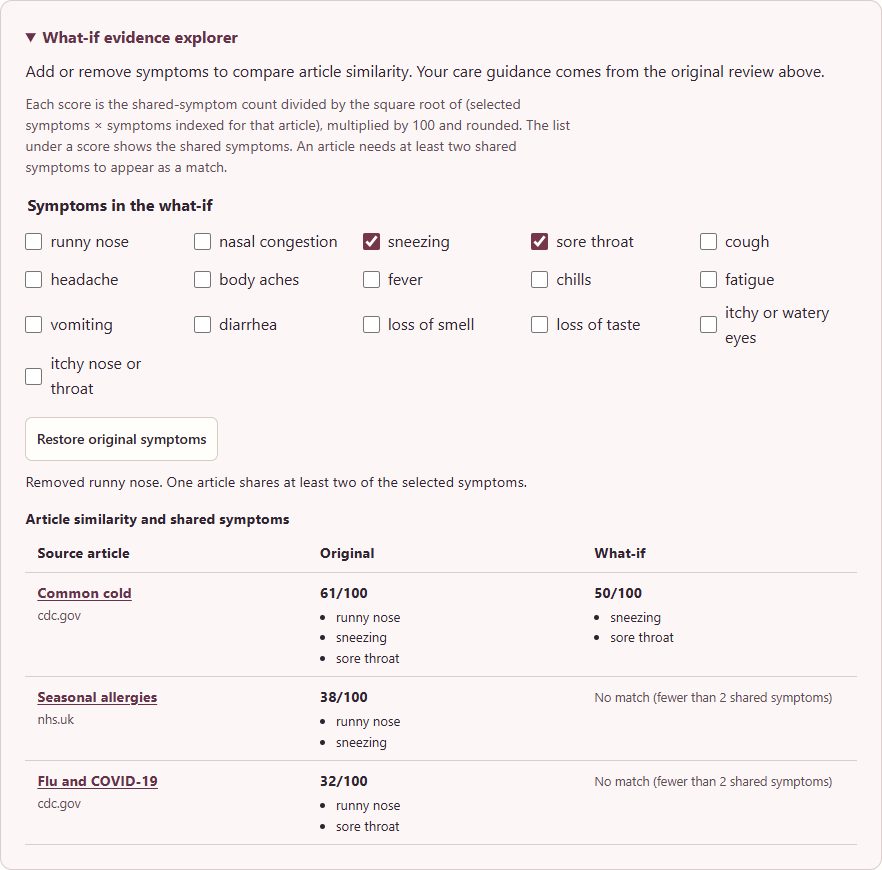 What-if evidence explorer
Add or remove symptoms to compare article similarity. Your care guidance comes from the original review above.
Each score is the shared-symptom count divided by the square root of (selected
symptoms × symptoms indexed for that article), multiplied by 100 and rounded. The list
under a score shows the shared symptoms. An article needs at least two shared
symptoms to appear as a match.
Symptoms in the what-if
runny nose nasal congestion sneezing sore throat cough
headache body aches fever chills fatigue
vomiting diarrhea loss of smell loss of taste itchy or watery
eyes
itchy nose or
throat
Restore original symptoms
Removed runny nose. One article shares at least two of the selected symptoms.
Article similarity and shared symptoms
Source article Original What-if
Common cold 61/100 50/100
cdc.gov • runny nose • sneezing
• sneezing • sore throat
• sore throat
Seasonal allergies 38/100 No match (fewer than 2 shared symptoms)
nhs.uk • runny nose
• sneezing
Flu and COVID-19 32/100 No match (fewer than 2 shared symptoms)
cdc.gov • runny nose
• sore throat